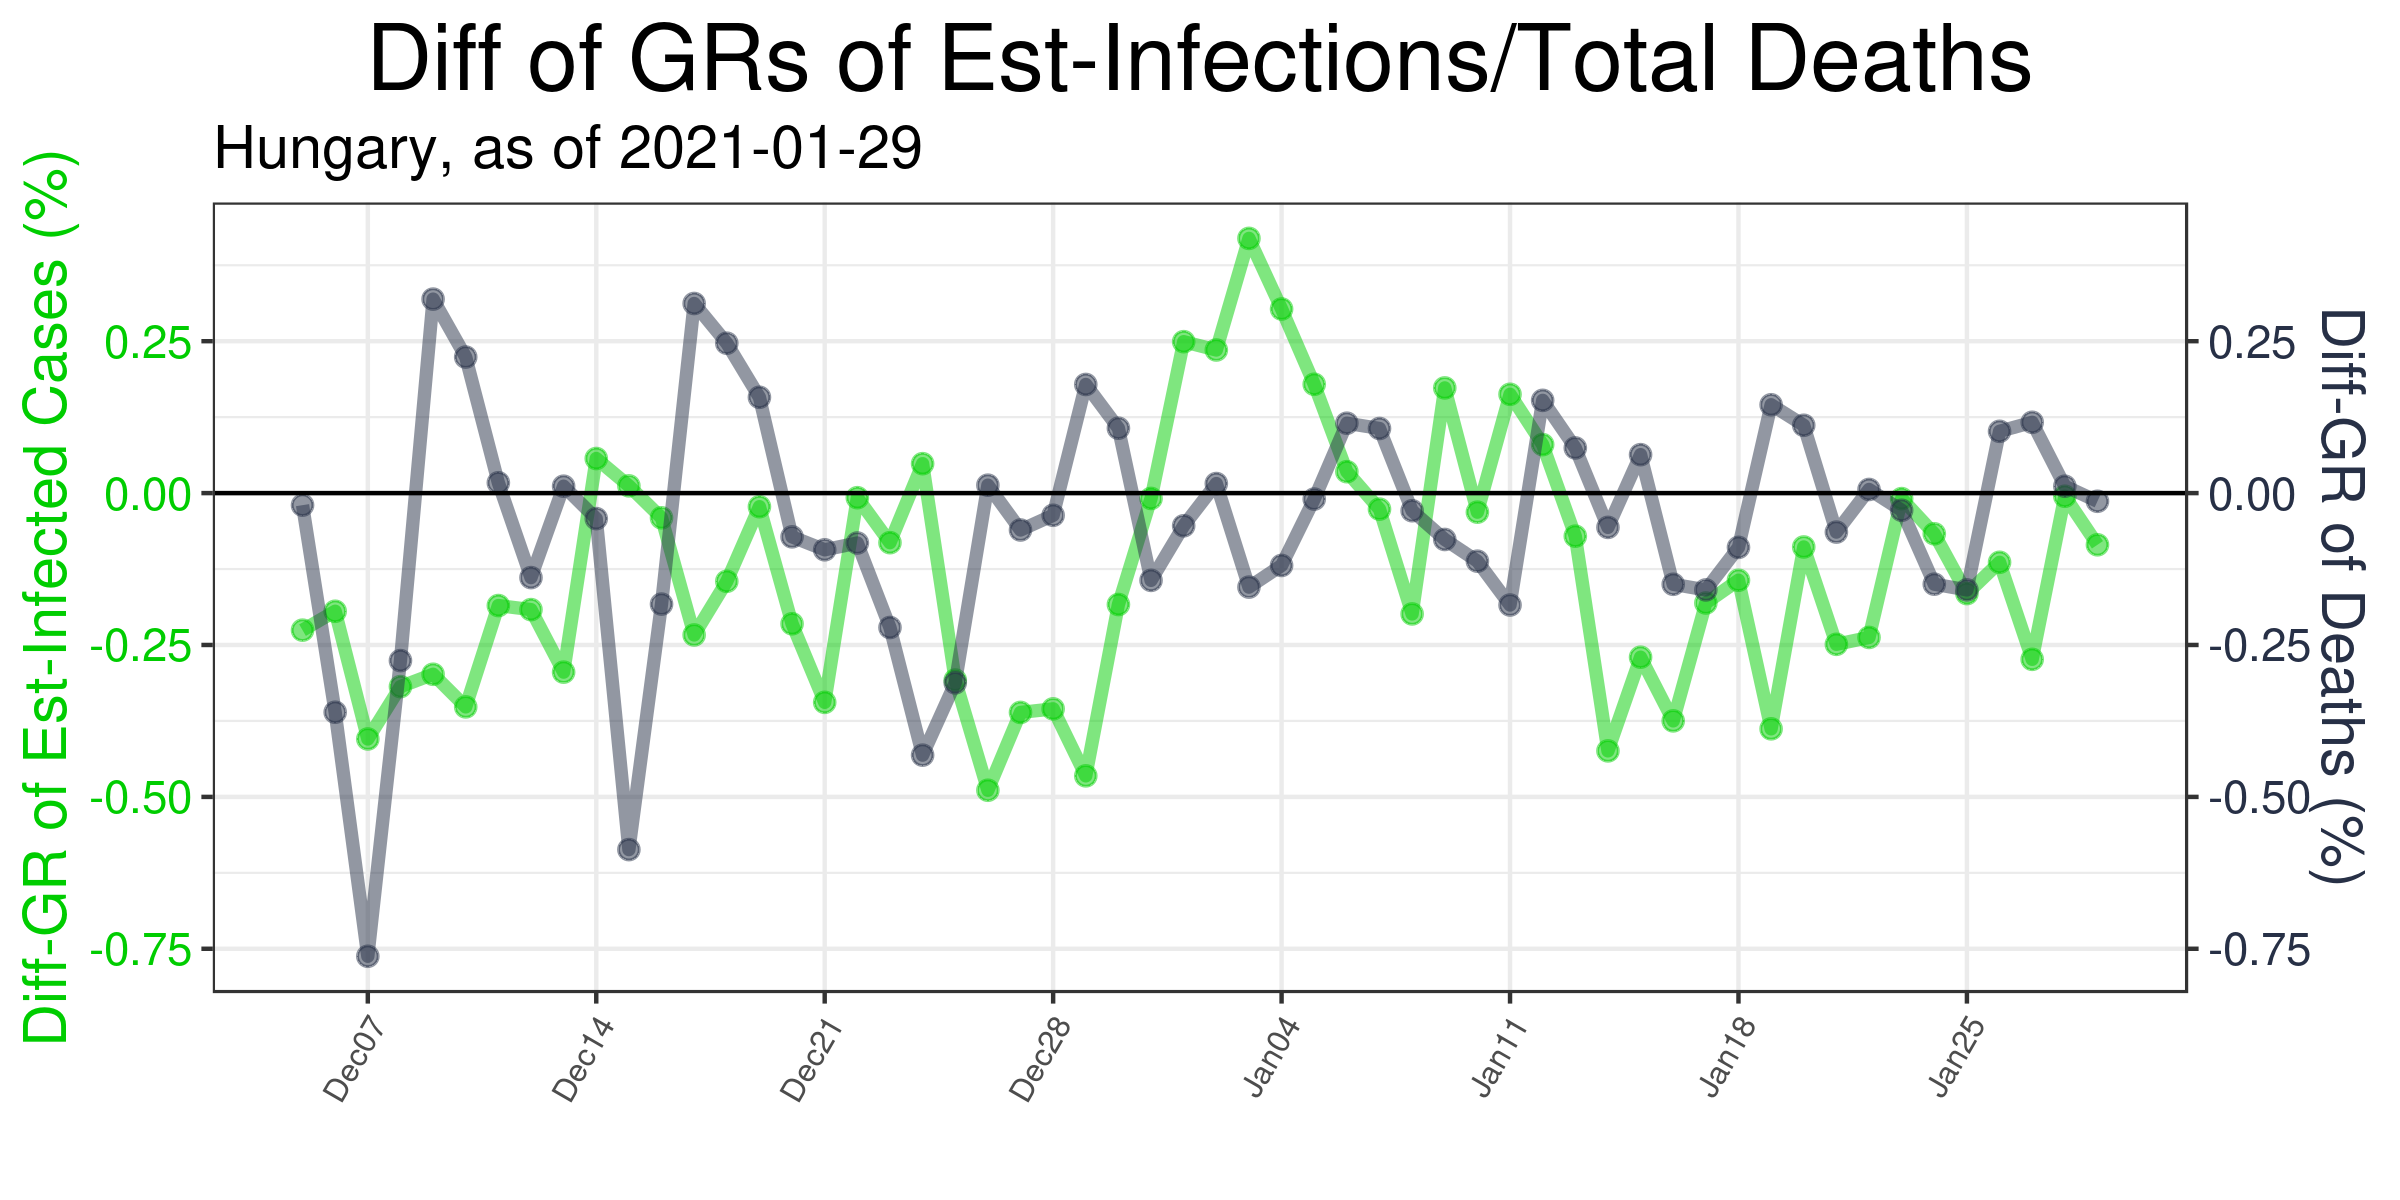 Diff of GRs of Est-Infections/Total Deaths
Hungary, as of 2021-01-29
Diff-GR of Est-Infected Cases (%)
0.25
0.00
-0.25
-0.50
-0.75
0.25
0.00
-0.25
-0.50
-0.75
Diff-GR of Deaths (%)
Dec07
Dec14
Dec21
Dec28
Jan04
Jan11
Jan18
Jan25